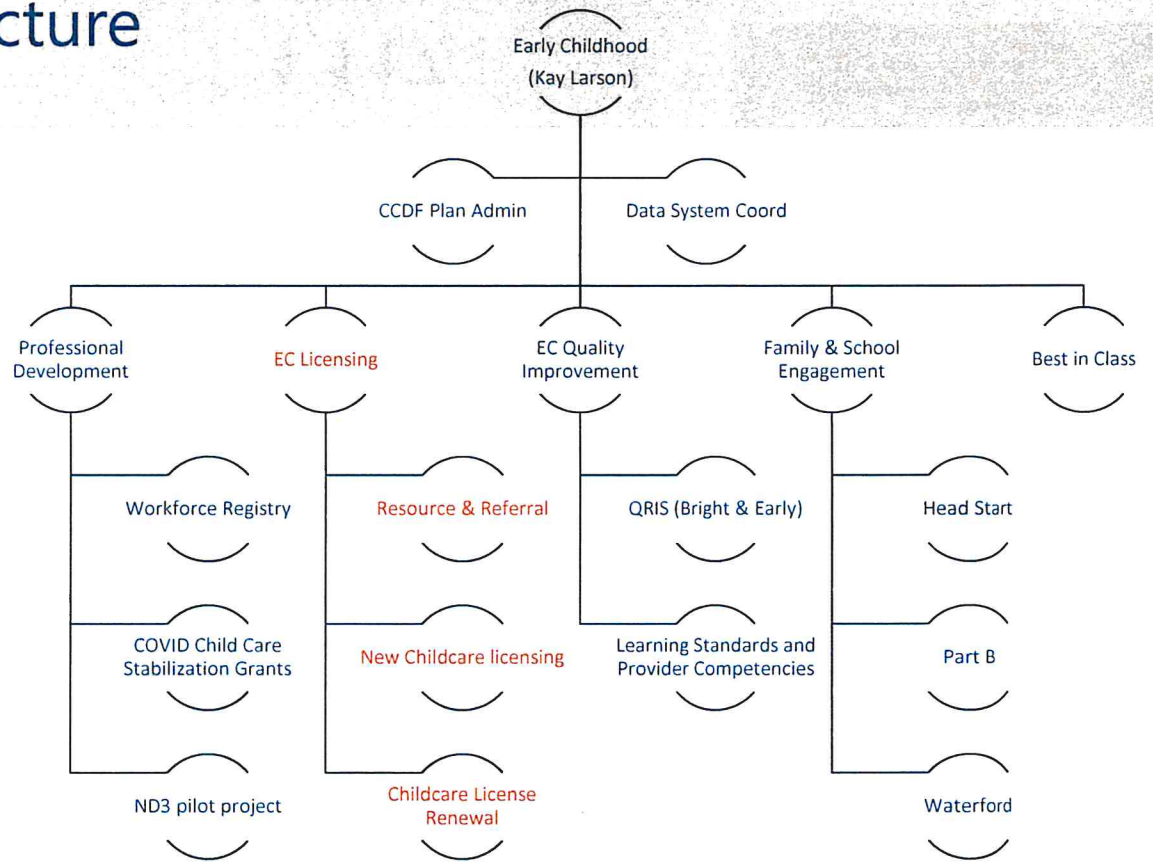 cture
Early Childhood
(Kay Larson)
CCDF Plan Admin
Data System Coord
Professional
Development
EC Licensing
EC Quality
Improvement
Family & School
Engagement
Best in Class
Workforce Registry
Resource & Referral
QRIS (Bright & Early)
Head Start
COVID Child Care
Stabilization Grants
New Childcare licensing
Learning Standards and
Provider Competencies
Part B
ND3 pilot project
Childcare License
Renewal
Waterford